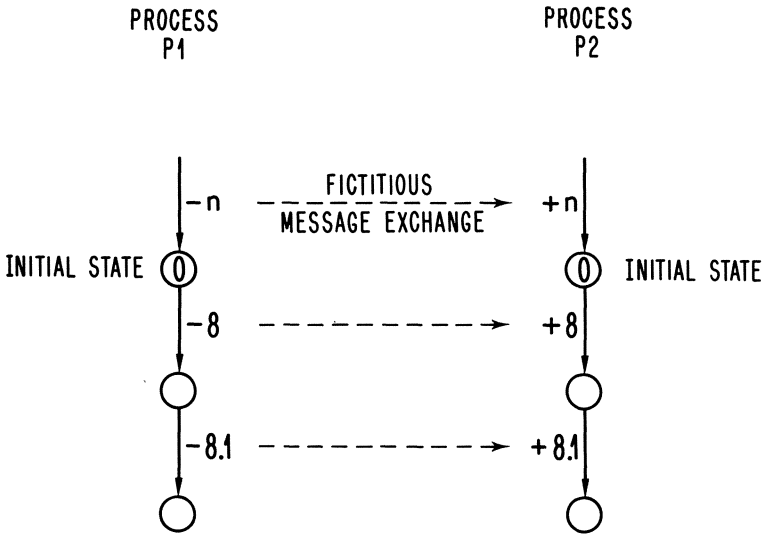 PROCESS
P1
PROCESS
P2
-n
FICTITIOUS
MESSAGE EXCHANGE
+n
INITIAL STATE
0
0
INITIAL STATE
-8
+8
-8.1
+8.1